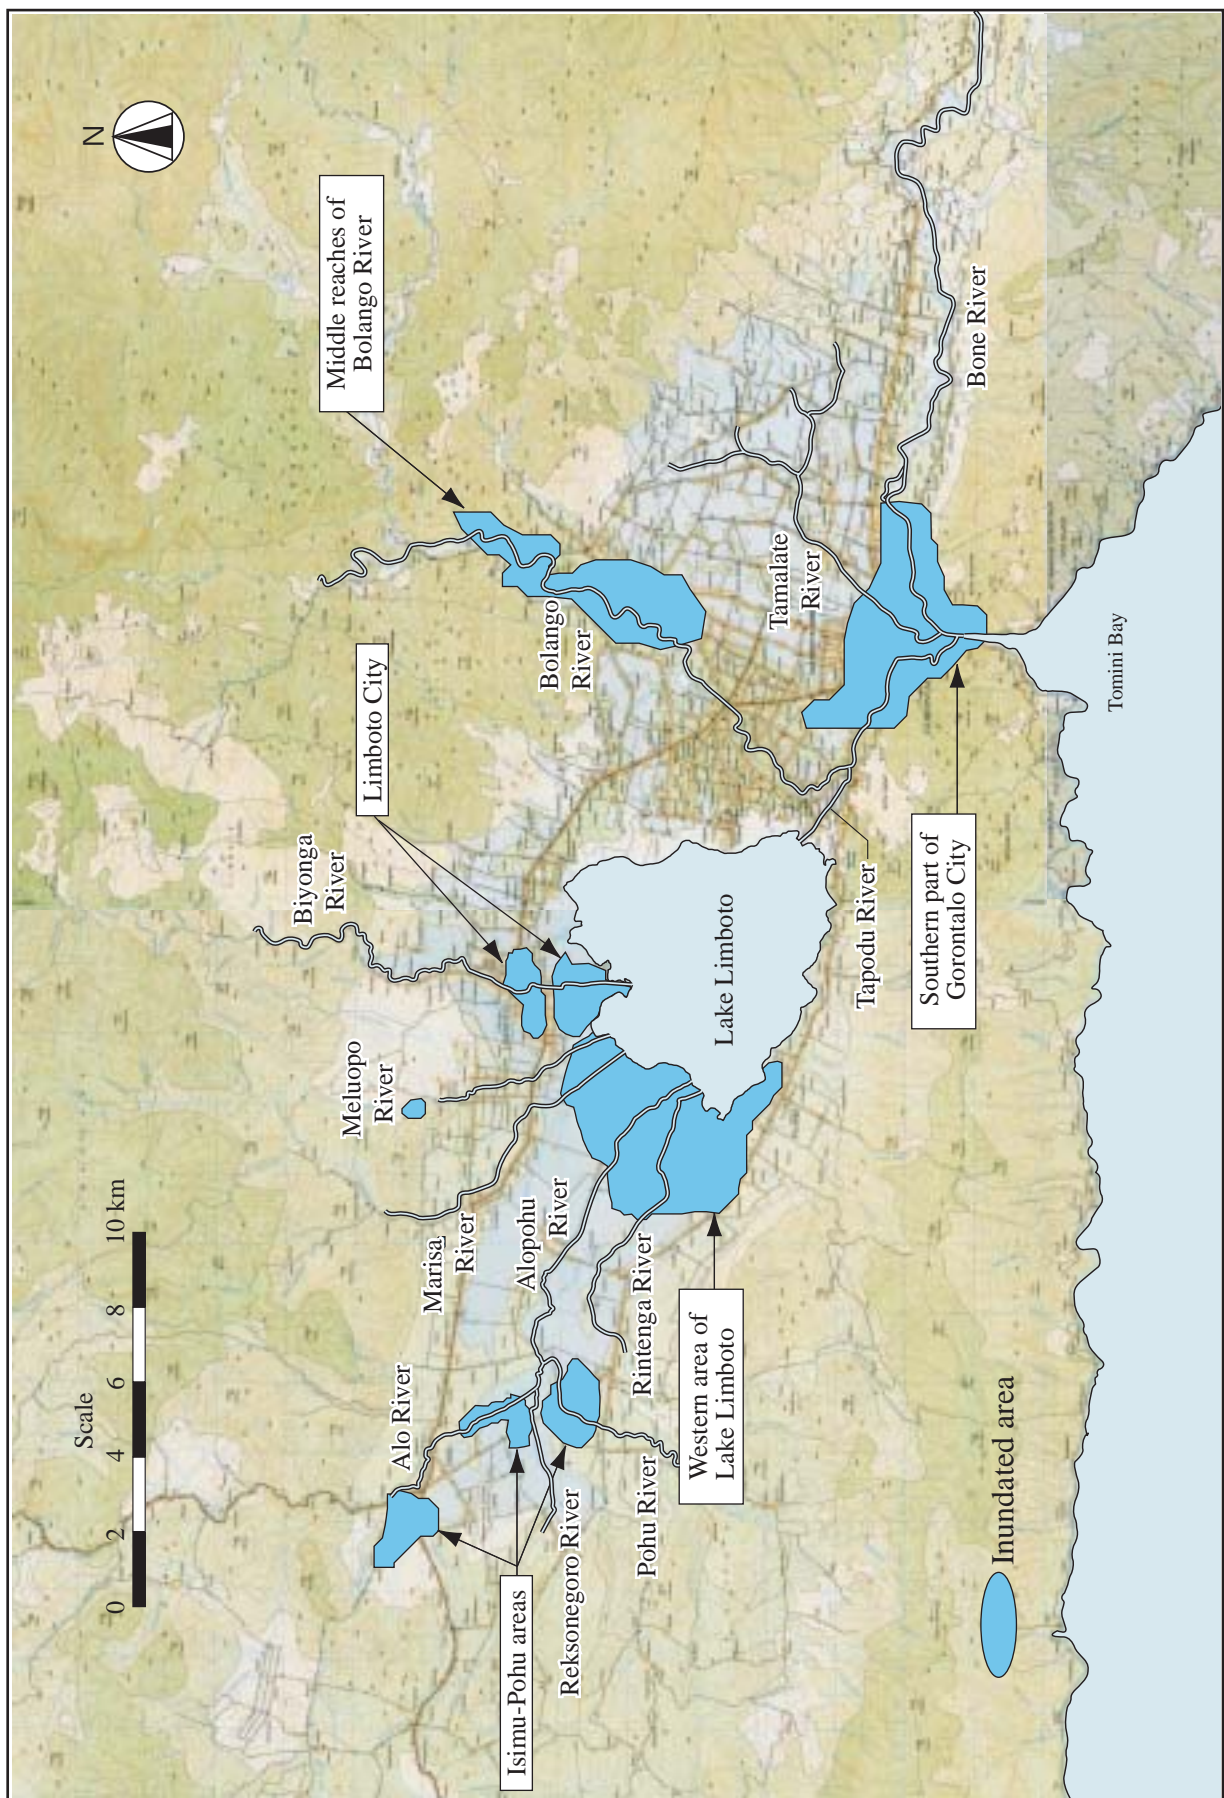 N
Scale
0 2 4 6 8 10 km
Middle reaches of
Bolango River
Limboto City
Biyonga
River
Meluopo
River
Marisa
River
Alopohu
River
Alo River
Isimu-Pohu areas
Reksonegoro River
Pohu River
Rintenga River
Western area of
Lake Limboto
Lake Limboto
Bolango
River
Tamalate
River
Bone River
Tapodu River
Southern part of
Gorontalo City
Tomini Bay
Inundated area